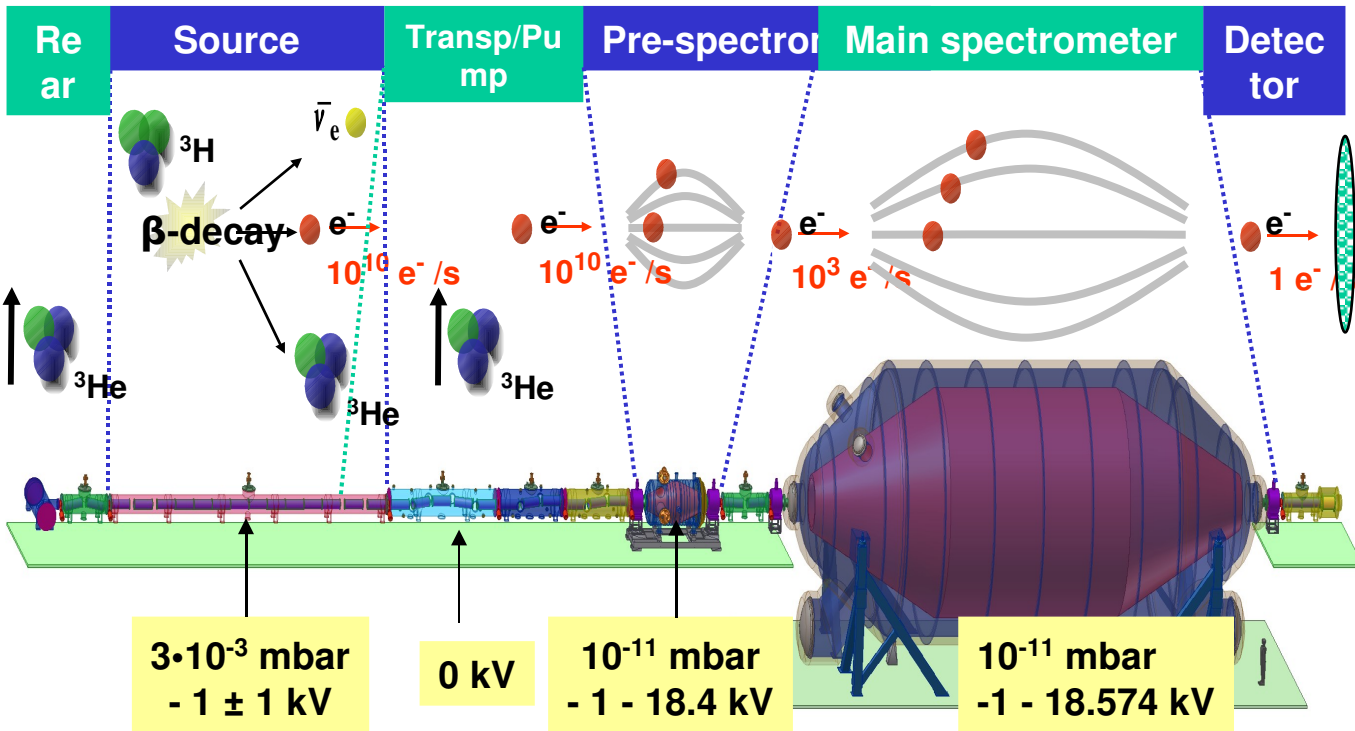 Re
ar
Source
Transp/Pu
mp
Pre-spectron
Main spectrometer
Detec
tor
ν̄e
³H
β-decay
e⁻
10¹⁰ e⁻ /s
e⁻
10¹⁰ e⁻ /s
e⁻
10³ e⁻ /s
e⁻
1 e⁻ /
³He
³He
³He
3•10⁻³ mbar
- 1 ± 1 kV
0 kV
10⁻¹¹ mbar
- 1 - 18.4 kV
10⁻¹¹ mbar
-1 - 18.574 kV